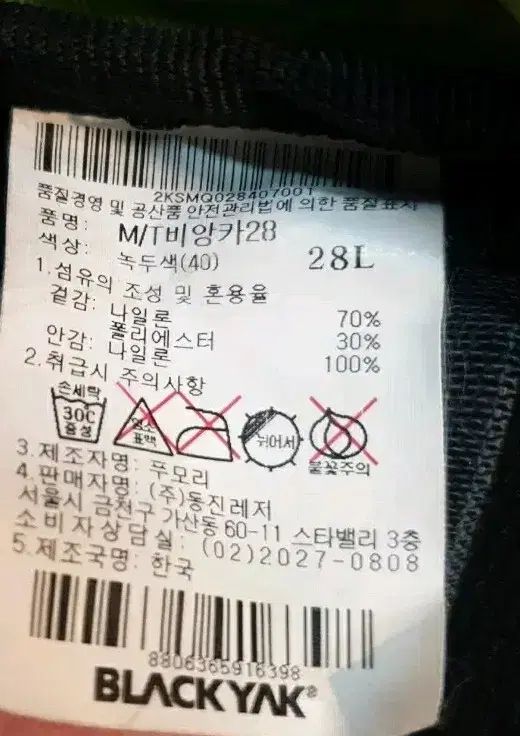 2KSMQ028407001
품질경영 및 공산품 안전관리법에 의한 품질표시
품명: M/T비앙카28
색상: 녹두색(40) 28L
1.섬유의 조성 및 혼용율
겉감: 나일론 70%
폴리에스터 30%
안감: 나일론 100%
2.취급시 주의사항
손세탁
30C
중성
염소
표백
뉘어서
불꽃주의
3.제조자명: 푸모리
4.판매자명: (주)동진레저
서울시 금천구 가산동 60-11 스타밸리 3층
소비자상담실: (02)2027-0808
5.제조국명: 한국
8806365916398
BLACKYAK®